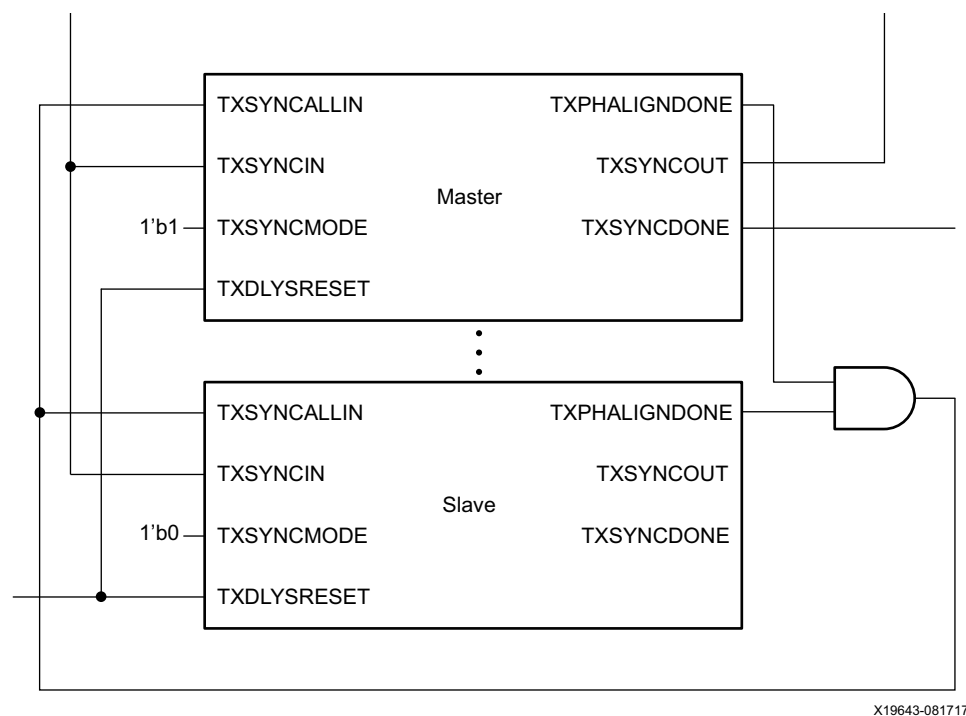 TXSYNCALLIN TXPHALIGNDONE
TXSYNCIN TXSYNCOUT
Master
1’b1 TXSYNCMODE TXSYNCDONE
TXDLYSRESET
TXSYNCALLIN TXPHALIGNDONE
TXSYNCIN TXSYNCOUT
Slave
1’b0 TXSYNCMODE TXSYNCDONE
TXDLYSRESET
X19643-081717